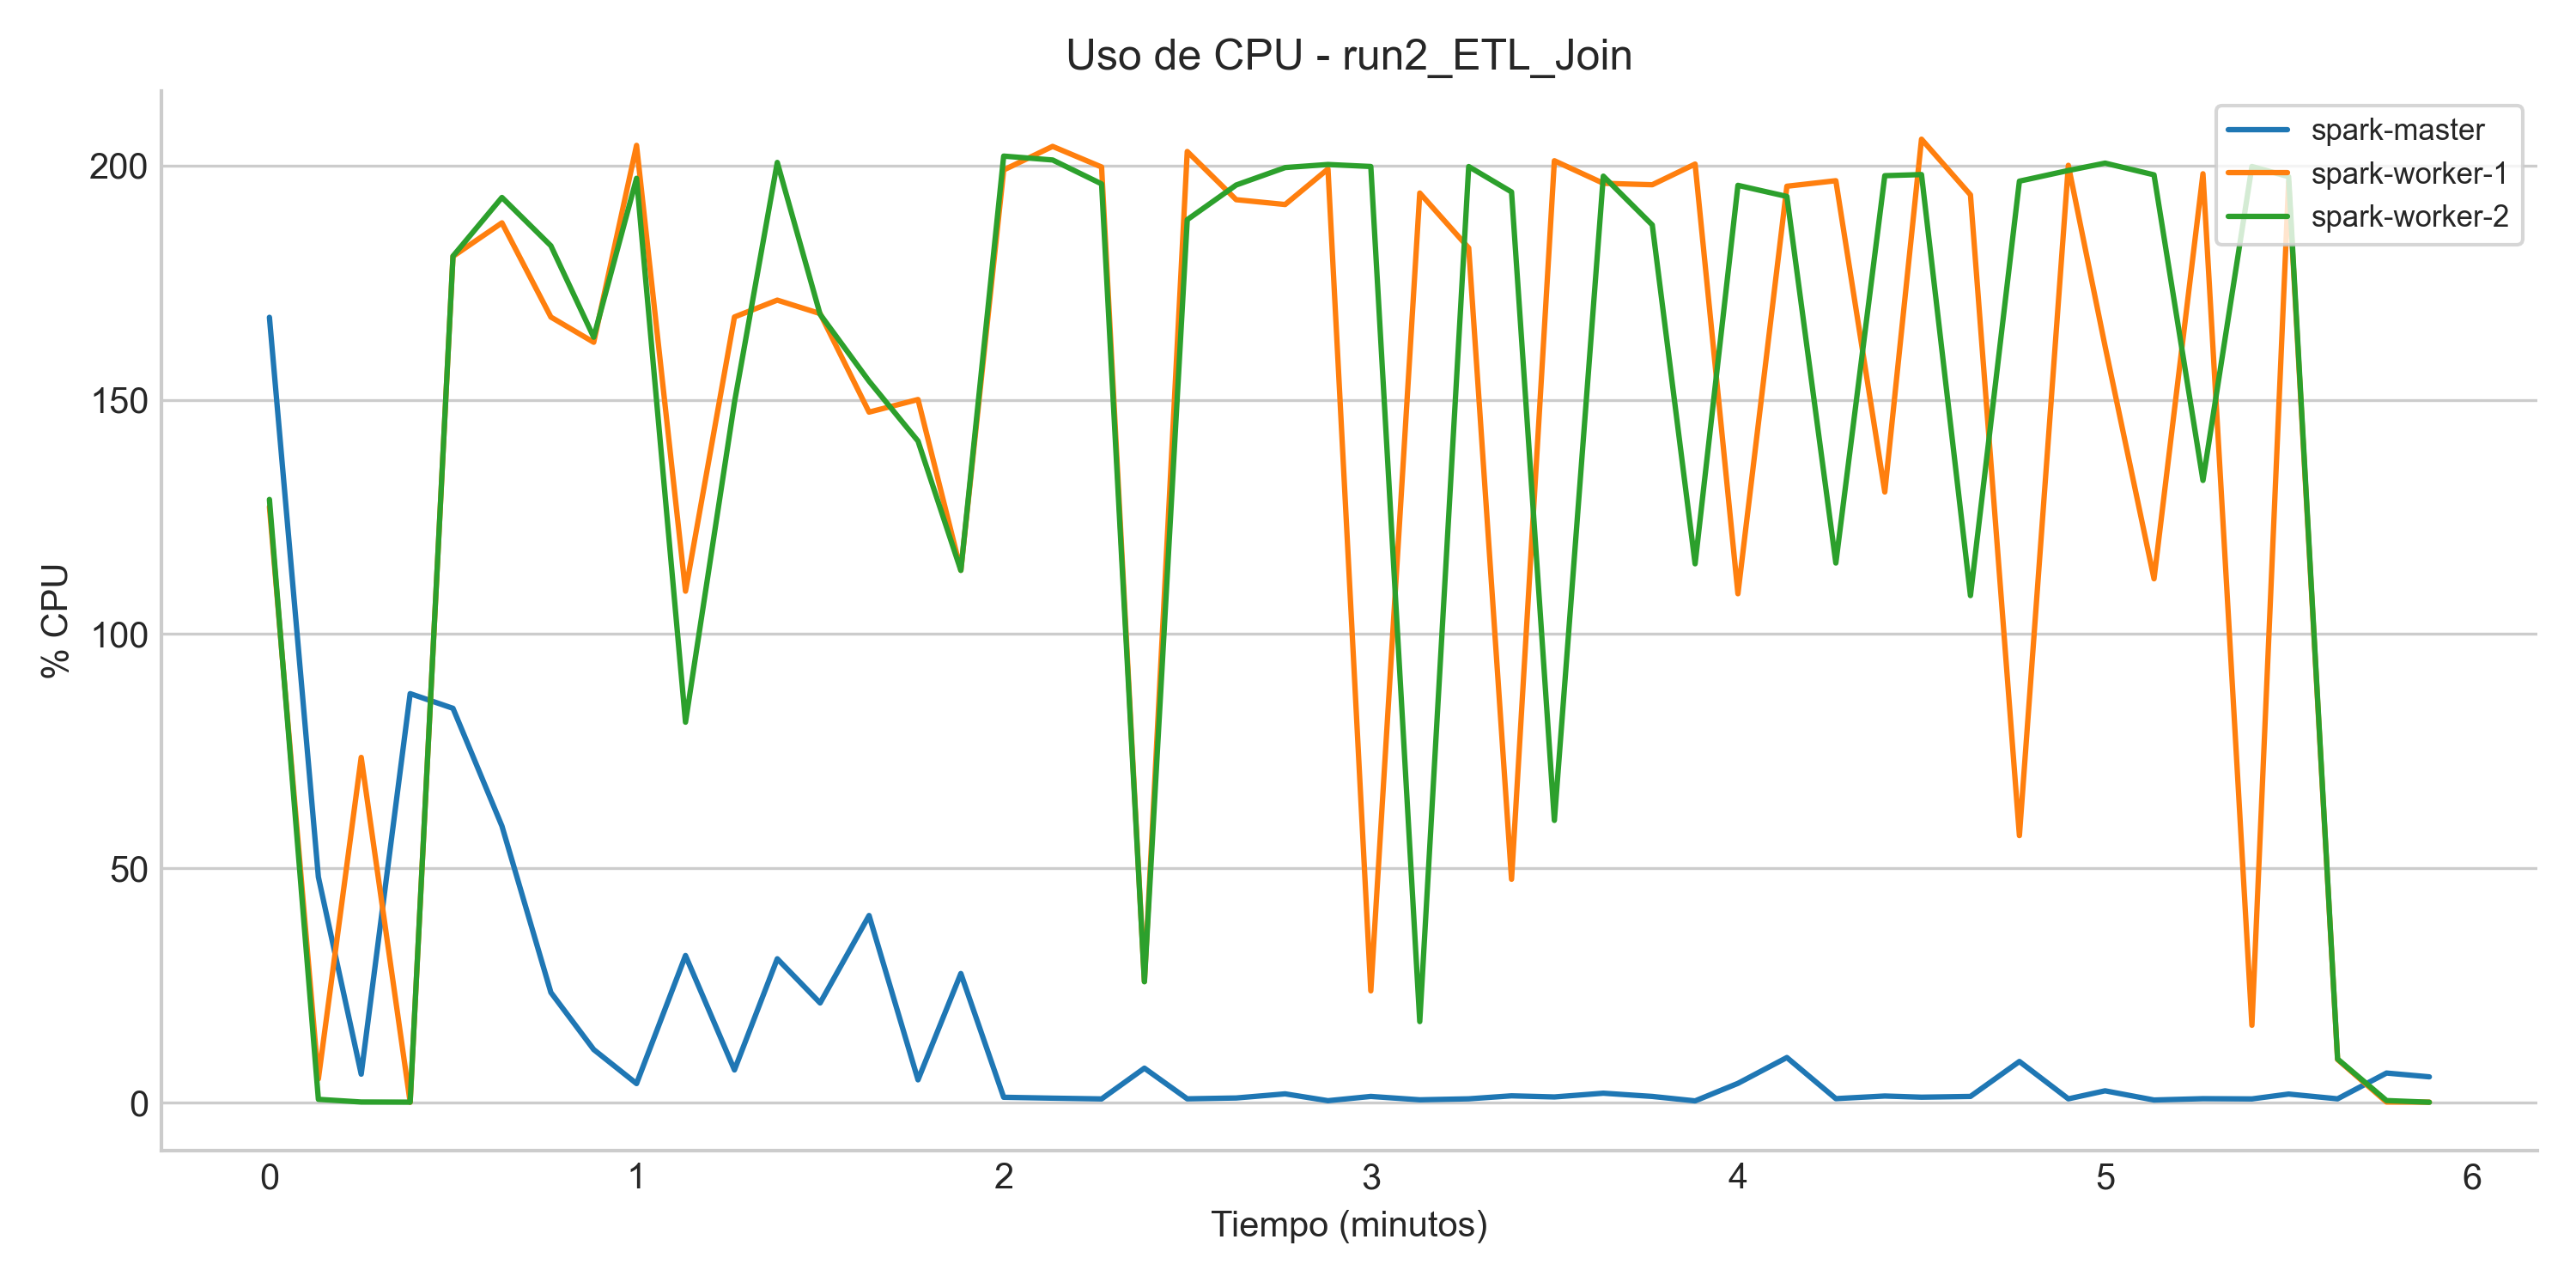 Uso de CPU - run2_ETL_Join
spark-master
spark-worker-1
spark-worker-2
200
150
100
50
0
% CPU
0 1 2 3 4 5 6
Tiempo (minutos)